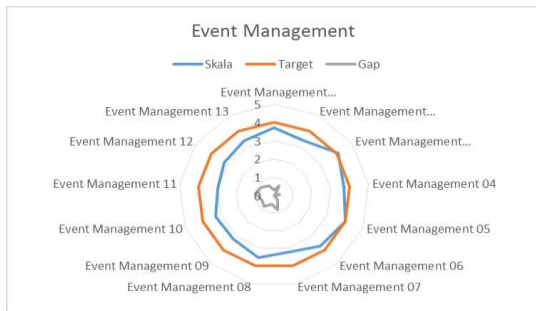 Event Management
Skala Target Gap
Event Management...
Event Management...
Event Management...
Event Management 04
Event Management 05
Event Management 06
Event Management 07
Event Management 08
Event Management 09
Event Management 10
Event Management 11
Event Management 12
Event Management 13
5
4
3
2
1
0